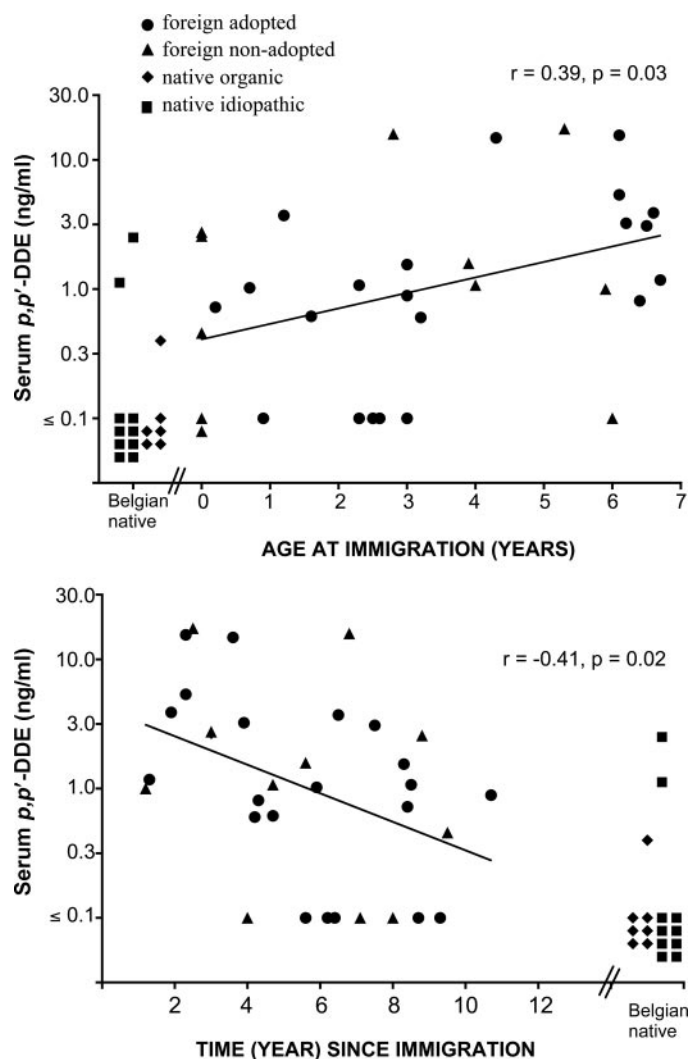 foreign adopted
foreign non-adopted
native organic
native idiopathic
r = 0.39, p = 0.03
Serum p,p'-DDE (ng/ml)
30.0
10.0
3.0
1.0
0.3
≤ 0.1
Belgian
native
0 1 2 3 4 5 6 7
AGE AT IMMIGRATION (YEARS)
r = -0.41, p = 0.02
Serum p,p'-DDE (ng/ml)
30.0
10.0
3.0
1.0
0.3
≤ 0.1
2 4 6 8 10 12
Belgian
native
TIME (YEAR) SINCE IMMIGRATION